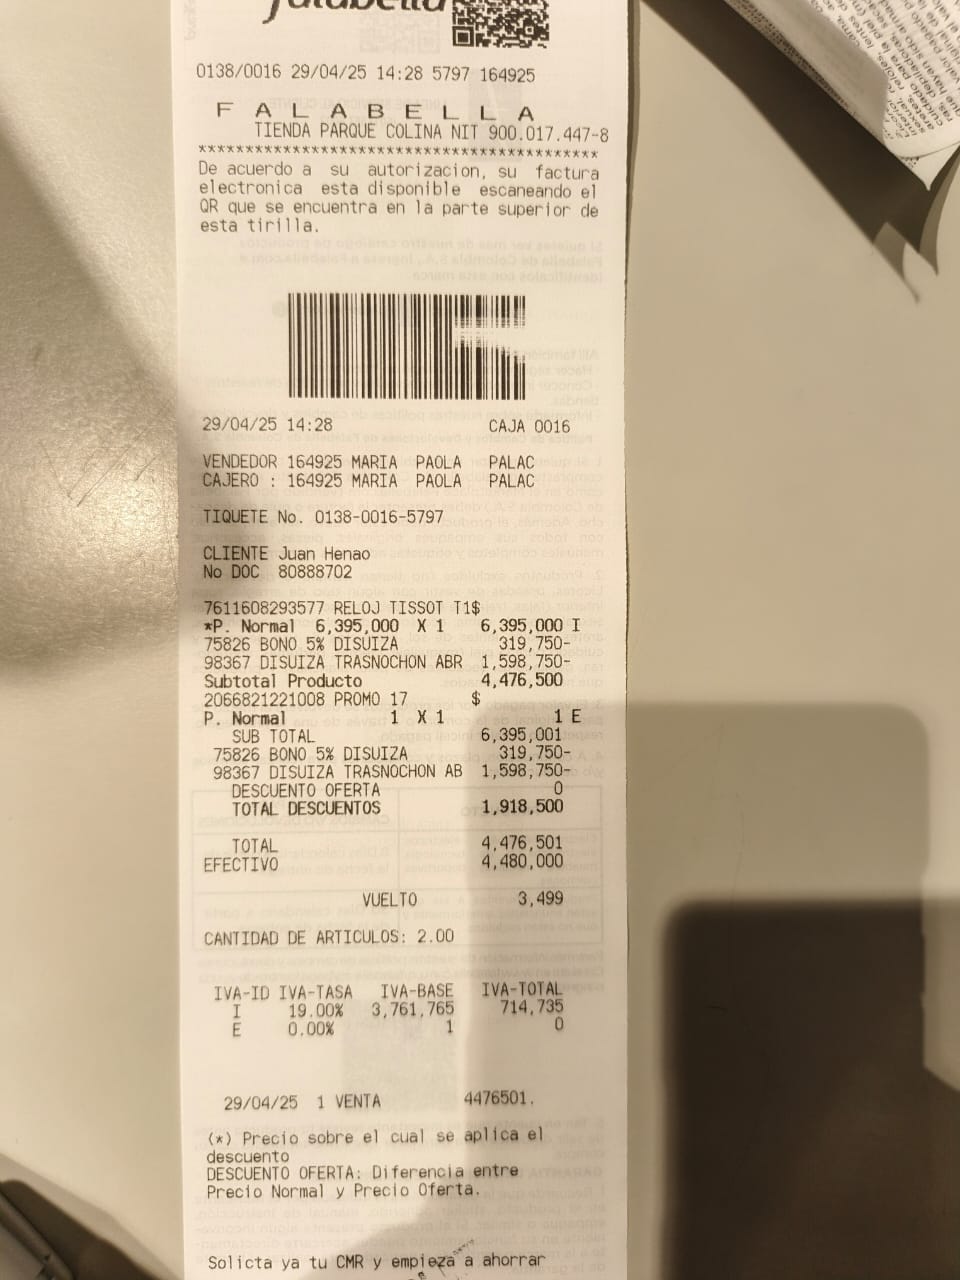 falabella
0138/0016 29/04/25 14:28 5797 164925
F A L A B E L L A
TIENDA PARQUE COLINA NIT 900.017.447-8
********************************************
De acuerdo a su autorizacion, su factura
electronica esta disponible escaneando el
QR que se encuentra en la parte superior de
esta tirilla.
29/04/25 14:28 CAJA 0016
VENDEDOR 164925 MARIA PAOLA PALAC
CAJERO : 164925 MARIA PAOLA PALAC
TIQUETE No. 0138-0016-5797
CLIENTE Juan Henao
No DOC 80888702
7611608293577 RELOJ TISSOT T1$
*P. Normal 6,395,000 X 1 6,395,000 I
75826 BONO 5% DISUIZA 319,750-
98367 DISUIZA TRASNOCHON ABR 1,598,750-
Subtotal Producto 4,476,500
2066821221008 PROMO 17 $
P. Normal 1 X 1 1 E
SUB TOTAL 6,395,001
75826 BONO 5% DISUIZA 319,750-
98367 DISUIZA TRASNOCHON AB 1,598,750-
DESCUENTO OFERTA 0
TOTAL DESCUENTOS 1,918,500
TOTAL 4,476,501
EFECTIVO 4,480,000
VUELTO 3,499
CANTIDAD DE ARTICULOS: 2.00
IVA-ID IVA-TASA IVA-BASE IVA-TOTAL
I 19.00% 3,761,765 714,735
E 0.00% 1 0
29/04/25 1 VENTA 4476501.
(*) Precio sobre el cual se aplica el
descuento
DESCUENTO OFERTA: Diferencia entre
Precio Normal y Precio Oferta.
Solicta ya tu CMR y empieza a ahorrar